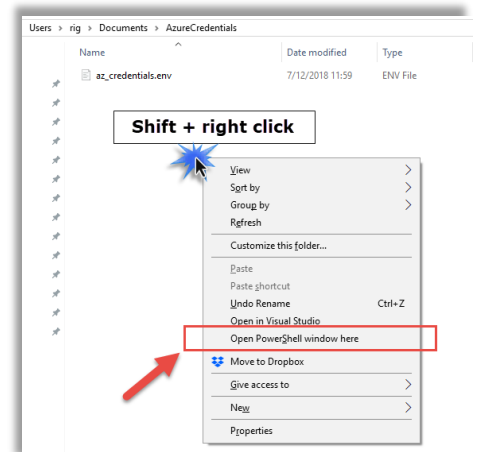 Users > rig > Documents > AzureCredentials
Name Date modified Type
az_credentials.env 7/12/2018 11:59 ENV File
Shift + right click
View
Sort by
Group by
Refresh
Customize this folder...
Paste
Paste shortcut
Undo Rename Ctrl+Z
Open in Visual Studio
Open PowerShell window here
Move to Dropbox
Give access to
New
Properties